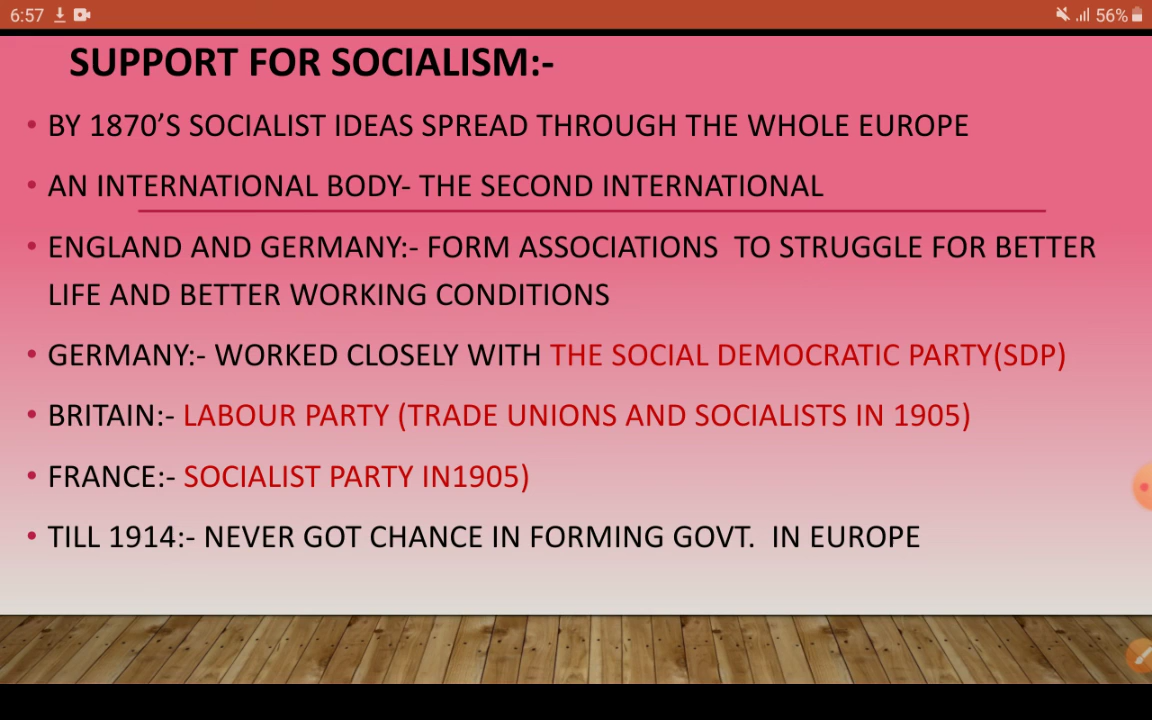 6:57
56%
SUPPORT FOR SOCIALISM:-
• BY 1870’S SOCIALIST IDEAS SPREAD THROUGH THE WHOLE EUROPE
• AN INTERNATIONAL BODY- THE SECOND INTERNATIONAL
• ENGLAND AND GERMANY:- FORM ASSOCIATIONS TO STRUGGLE FOR BETTER
LIFE AND BETTER WORKING CONDITIONS
• GERMANY:- WORKED CLOSELY WITH THE SOCIAL DEMOCRATIC PARTY(SDP)
• BRITAIN:- LABOUR PARTY (TRADE UNIONS AND SOCIALISTS IN 1905)
• FRANCE:- SOCIALIST PARTY IN1905)
• TILL 1914:- NEVER GOT CHANCE IN FORMING GOVT. IN EUROPE